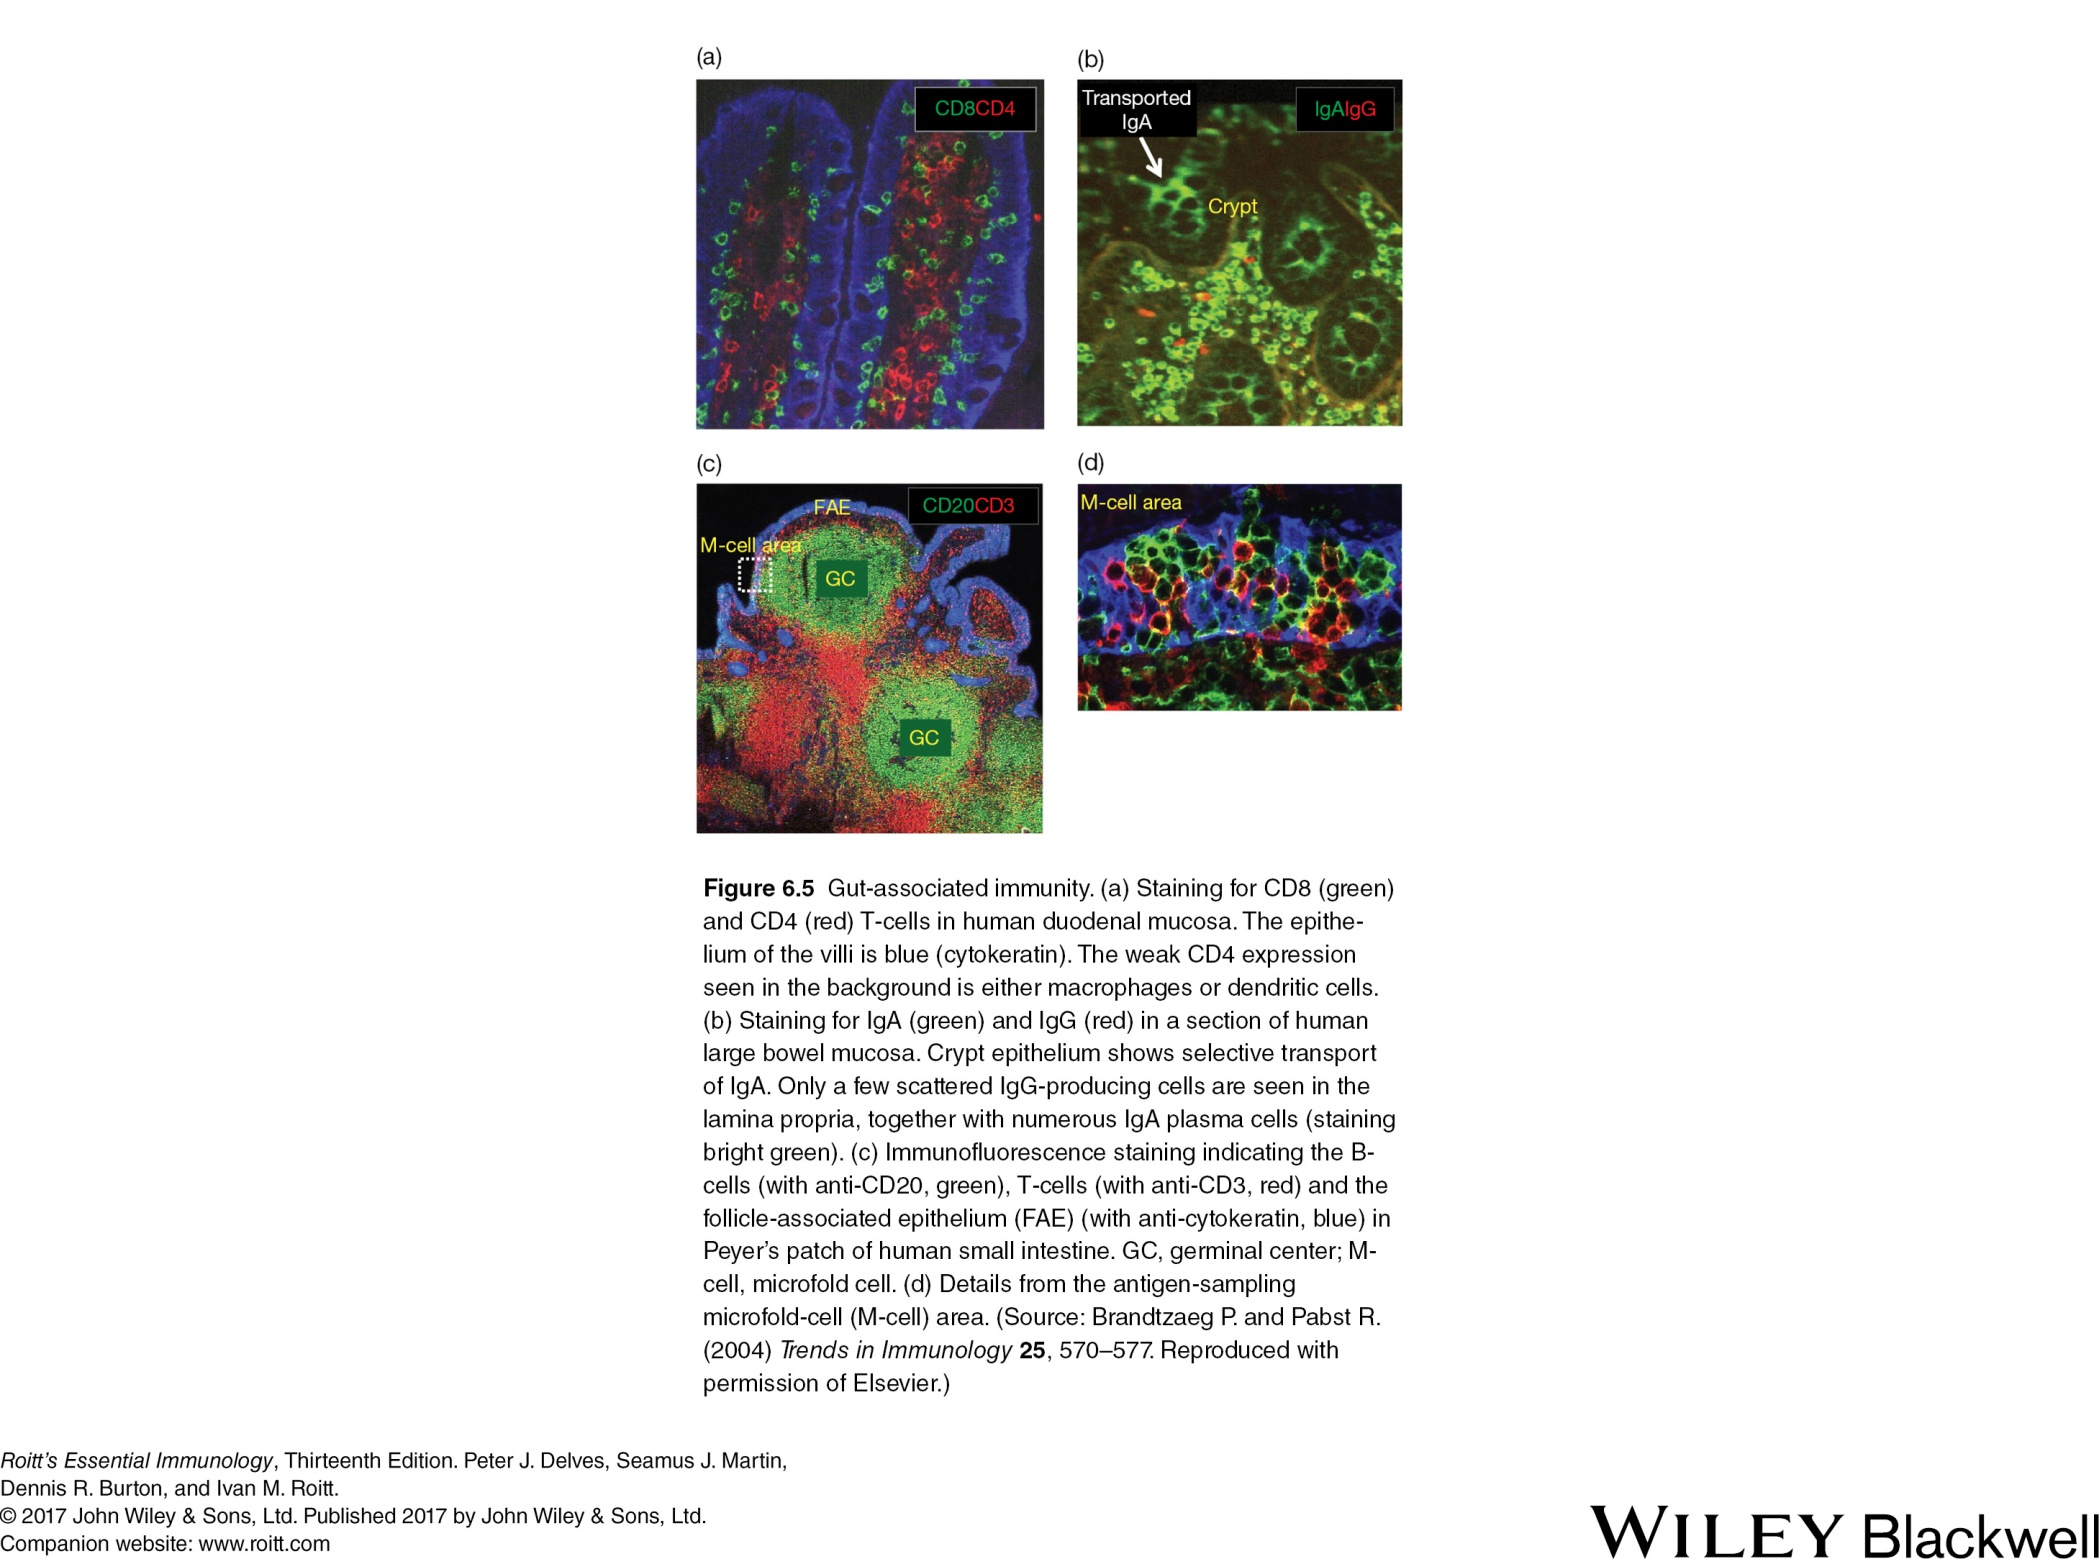 (a)
CD8CD4
(b)
Transported
IgA
IgAIgG
Crypt
(c)
FAE
CD20CD3
M-cell area
GC
GC
(d)
M-cell area
Figure 6.5 Gut-associated immunity. (a) Staining for CD8 (green)
and CD4 (red) T-cells in human duodenal mucosa. The epithe-
lium of the villi is blue (cytokeratin). The weak CD4 expression
seen in the background is either macrophages or dendritic cells.
(b) Staining for IgA (green) and IgG (red) in a section of human
large bowel mucosa. Crypt epithelium shows selective transport
of IgA. Only a few scattered IgG-producing cells are seen in the
lamina propria, together with numerous IgA plasma cells (staining
bright green). (c) Immunofluorescence staining indicating the B-
cells (with anti-CD20, green), T-cells (with anti-CD3, red) and the
follicle-associated epithelium (FAE) (with anti-cytokeratin, blue) in
Peyer’s patch of human small intestine. GC, germinal center; M-
cell, microfold cell. (d) Details from the antigen-sampling
microfold-cell (M-cell) area. (Source: Brandtzaeg P. and Pabst R.
(2004) Trends in Immunology 25, 570–577. Reproduced with
permission of Elsevier.)
Roitt’s Essential Immunology, Thirteenth Edition. Peter J. Delves, Seamus J. Martin,
Dennis R. Burton, and Ivan M. Roitt.
© 2017 John Wiley & Sons, Ltd. Published 2017 by John Wiley & Sons, Ltd.
Companion website: www.roitt.com
WILEY Blackwell